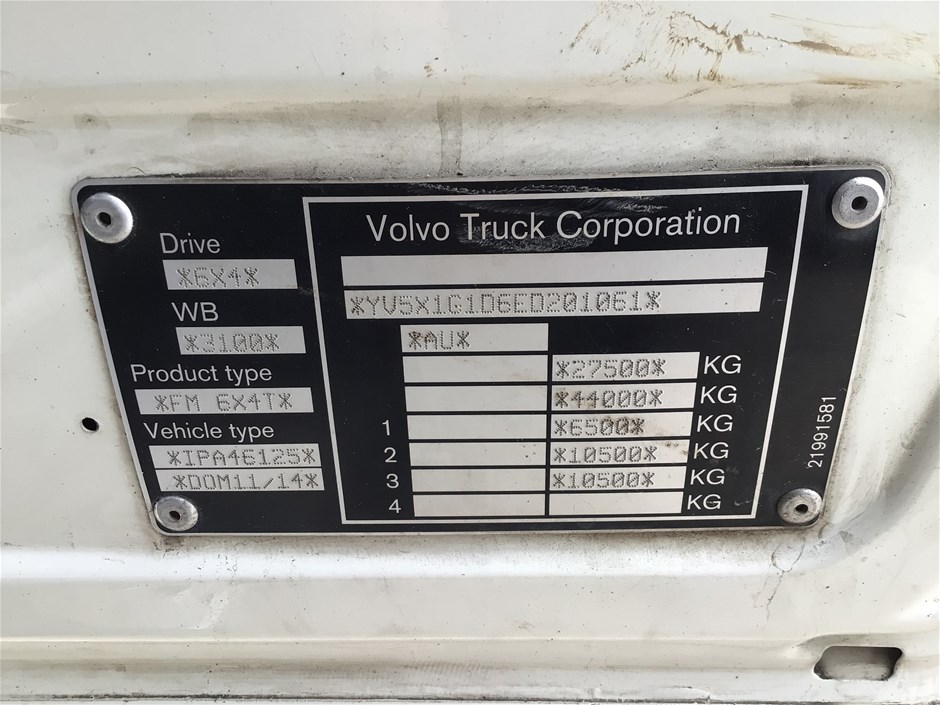 Volvo Truck Corporation
Drive
*6X4*
WB
*3100*
Product type
*FM 6X4T*
Vehicle type
*IPA46125*
*DOM11/14*
*YV5X1G1D6ED201061*
*AU*
*27500* KG
*44000* KG
1 *6500* KG
2 *10500* KG
3 *10500* KG
4 KG
21991581